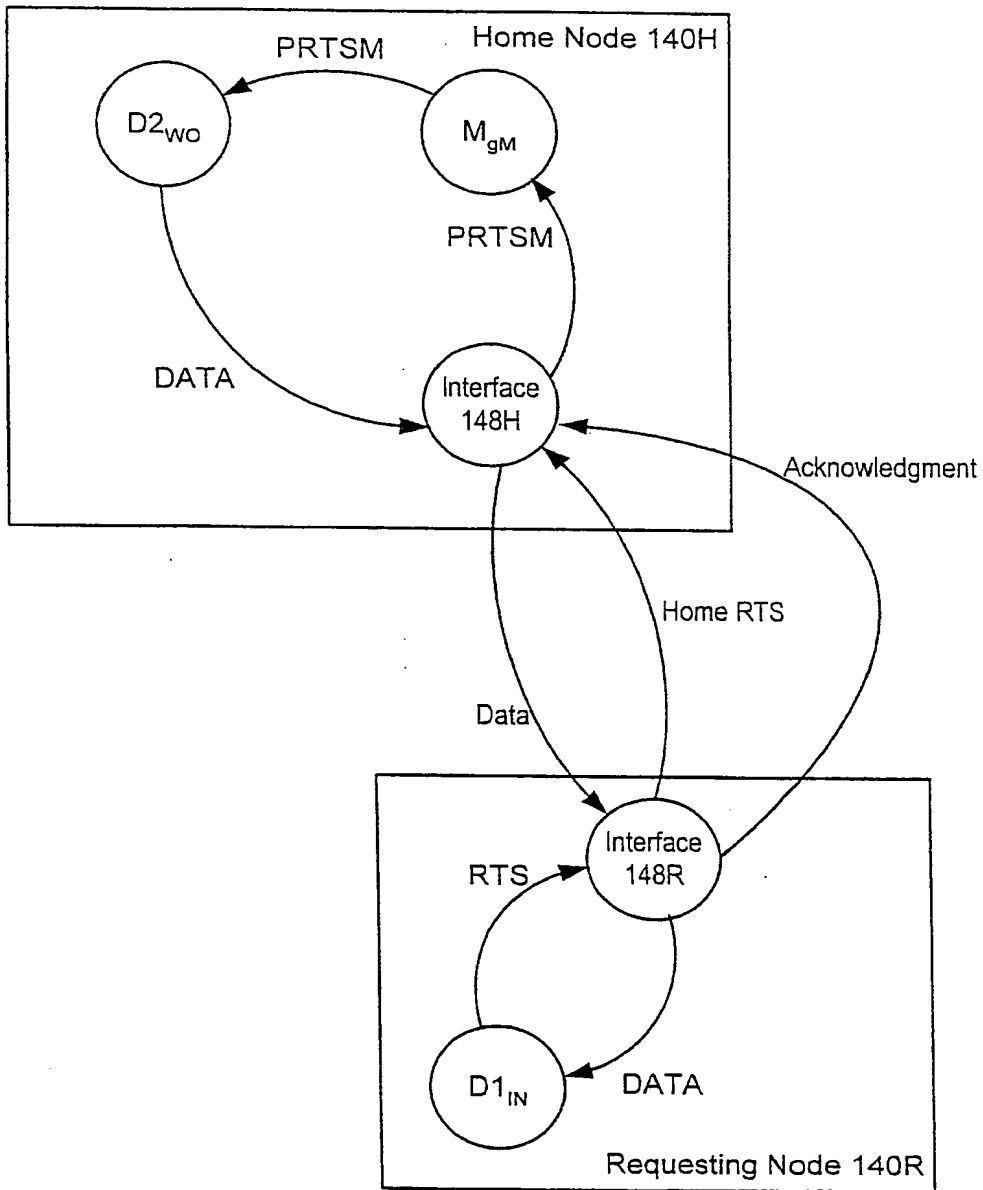 Home Node 140H
PRTSM
D2WO
MgM
PRTSM
DATA
Interface
148H
Acknowledgment
Home RTS
Data
Interface
148R
RTS
D1IN
DATA
Requesting Node 140R